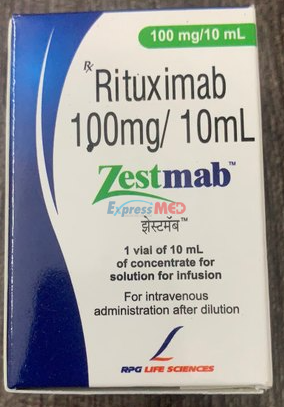 100 mg/10 mL
Rx Rituximab
100mg/ 10mL
Zestmab™
ExpressMED
झेस्टमॅब™
1 vial of 10 mL
of concentrate for
solution for infusion
For intravenous
administration after dilution
RPG LIFE SCIENCES